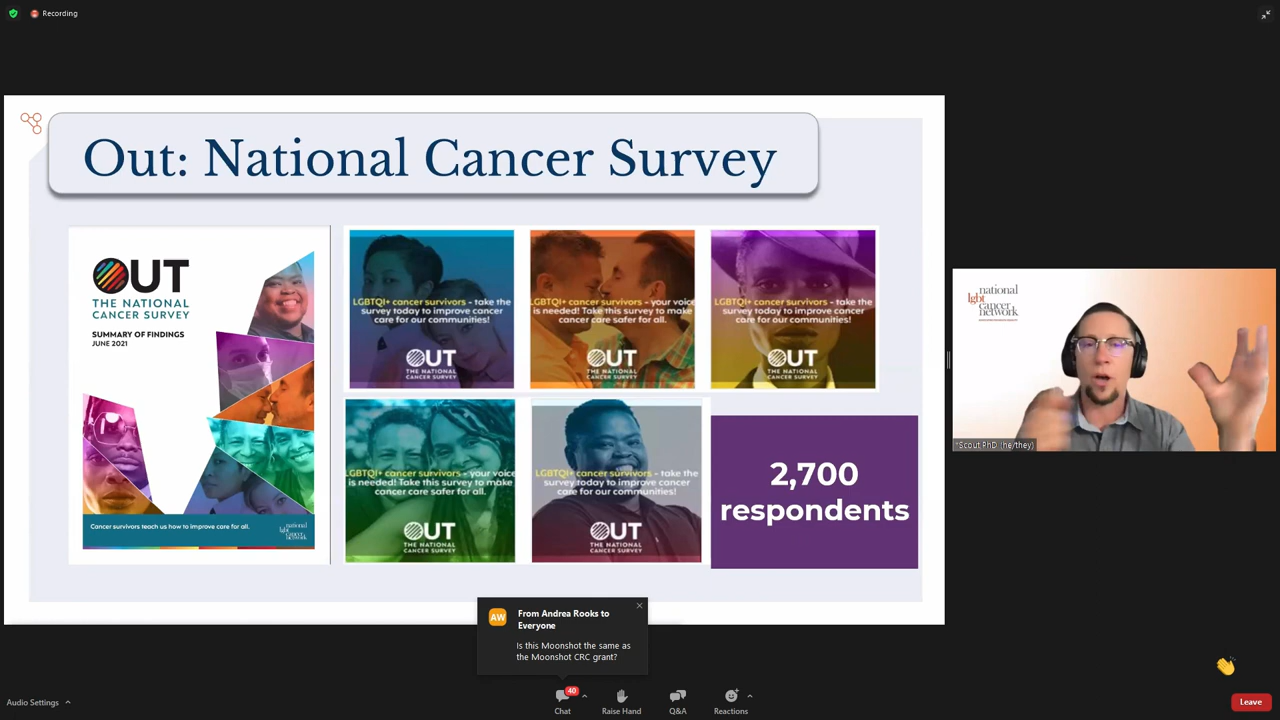 Recording
Out: National Cancer Survey
OUT
THE NATIONAL
CANCER SURVEY
SUMMARY OF FINDINGS
JUNE 2021
Cancer survivors teach us how to improve care for all.
national
lgbt
cancer
network
LGBTQI+ cancer survivors - take the
survey today to improve cancer
care for our communities!
OUT
THE NATIONAL
CANCER SURVEY
LGBTQI+ cancer survivors - your voice
is needed! Take this survey to make
cancer care safer for all.
OUT
THE NATIONAL
CANCER SURVEY
LGBTQI+ cancer survivors - take the
survey today to improve cancer
care for our communities!
OUT
THE NATIONAL
CANCER SURVEY
LGBTQI+ cancer survivors - your voice
is needed! Take this survey to make
cancer care safer for all.
OUT
THE NATIONAL
CANCER SURVEY
LGBTQI+ cancer survivors - take the
survey today to improve cancer
care for our communities!
OUT
THE NATIONAL
CANCER SURVEY
2,700
respondents
national
lgbt
cancer
network
*Scout PhD (he/they)
AW
From Andrea Rooks to
Everyone
Is this Moonshot the same as
the Moonshot CRC grant?
Audio Settings
40
Chat
Raise Hand
Q&A
Reactions
Leave